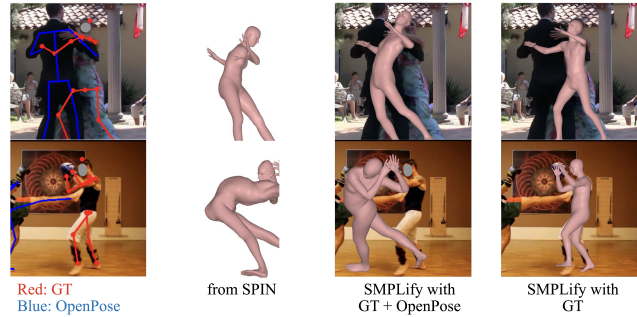 Red: GT
Blue: OpenPose
from SPIN
SMPLify with
GT + OpenPose
SMPLify with
GT